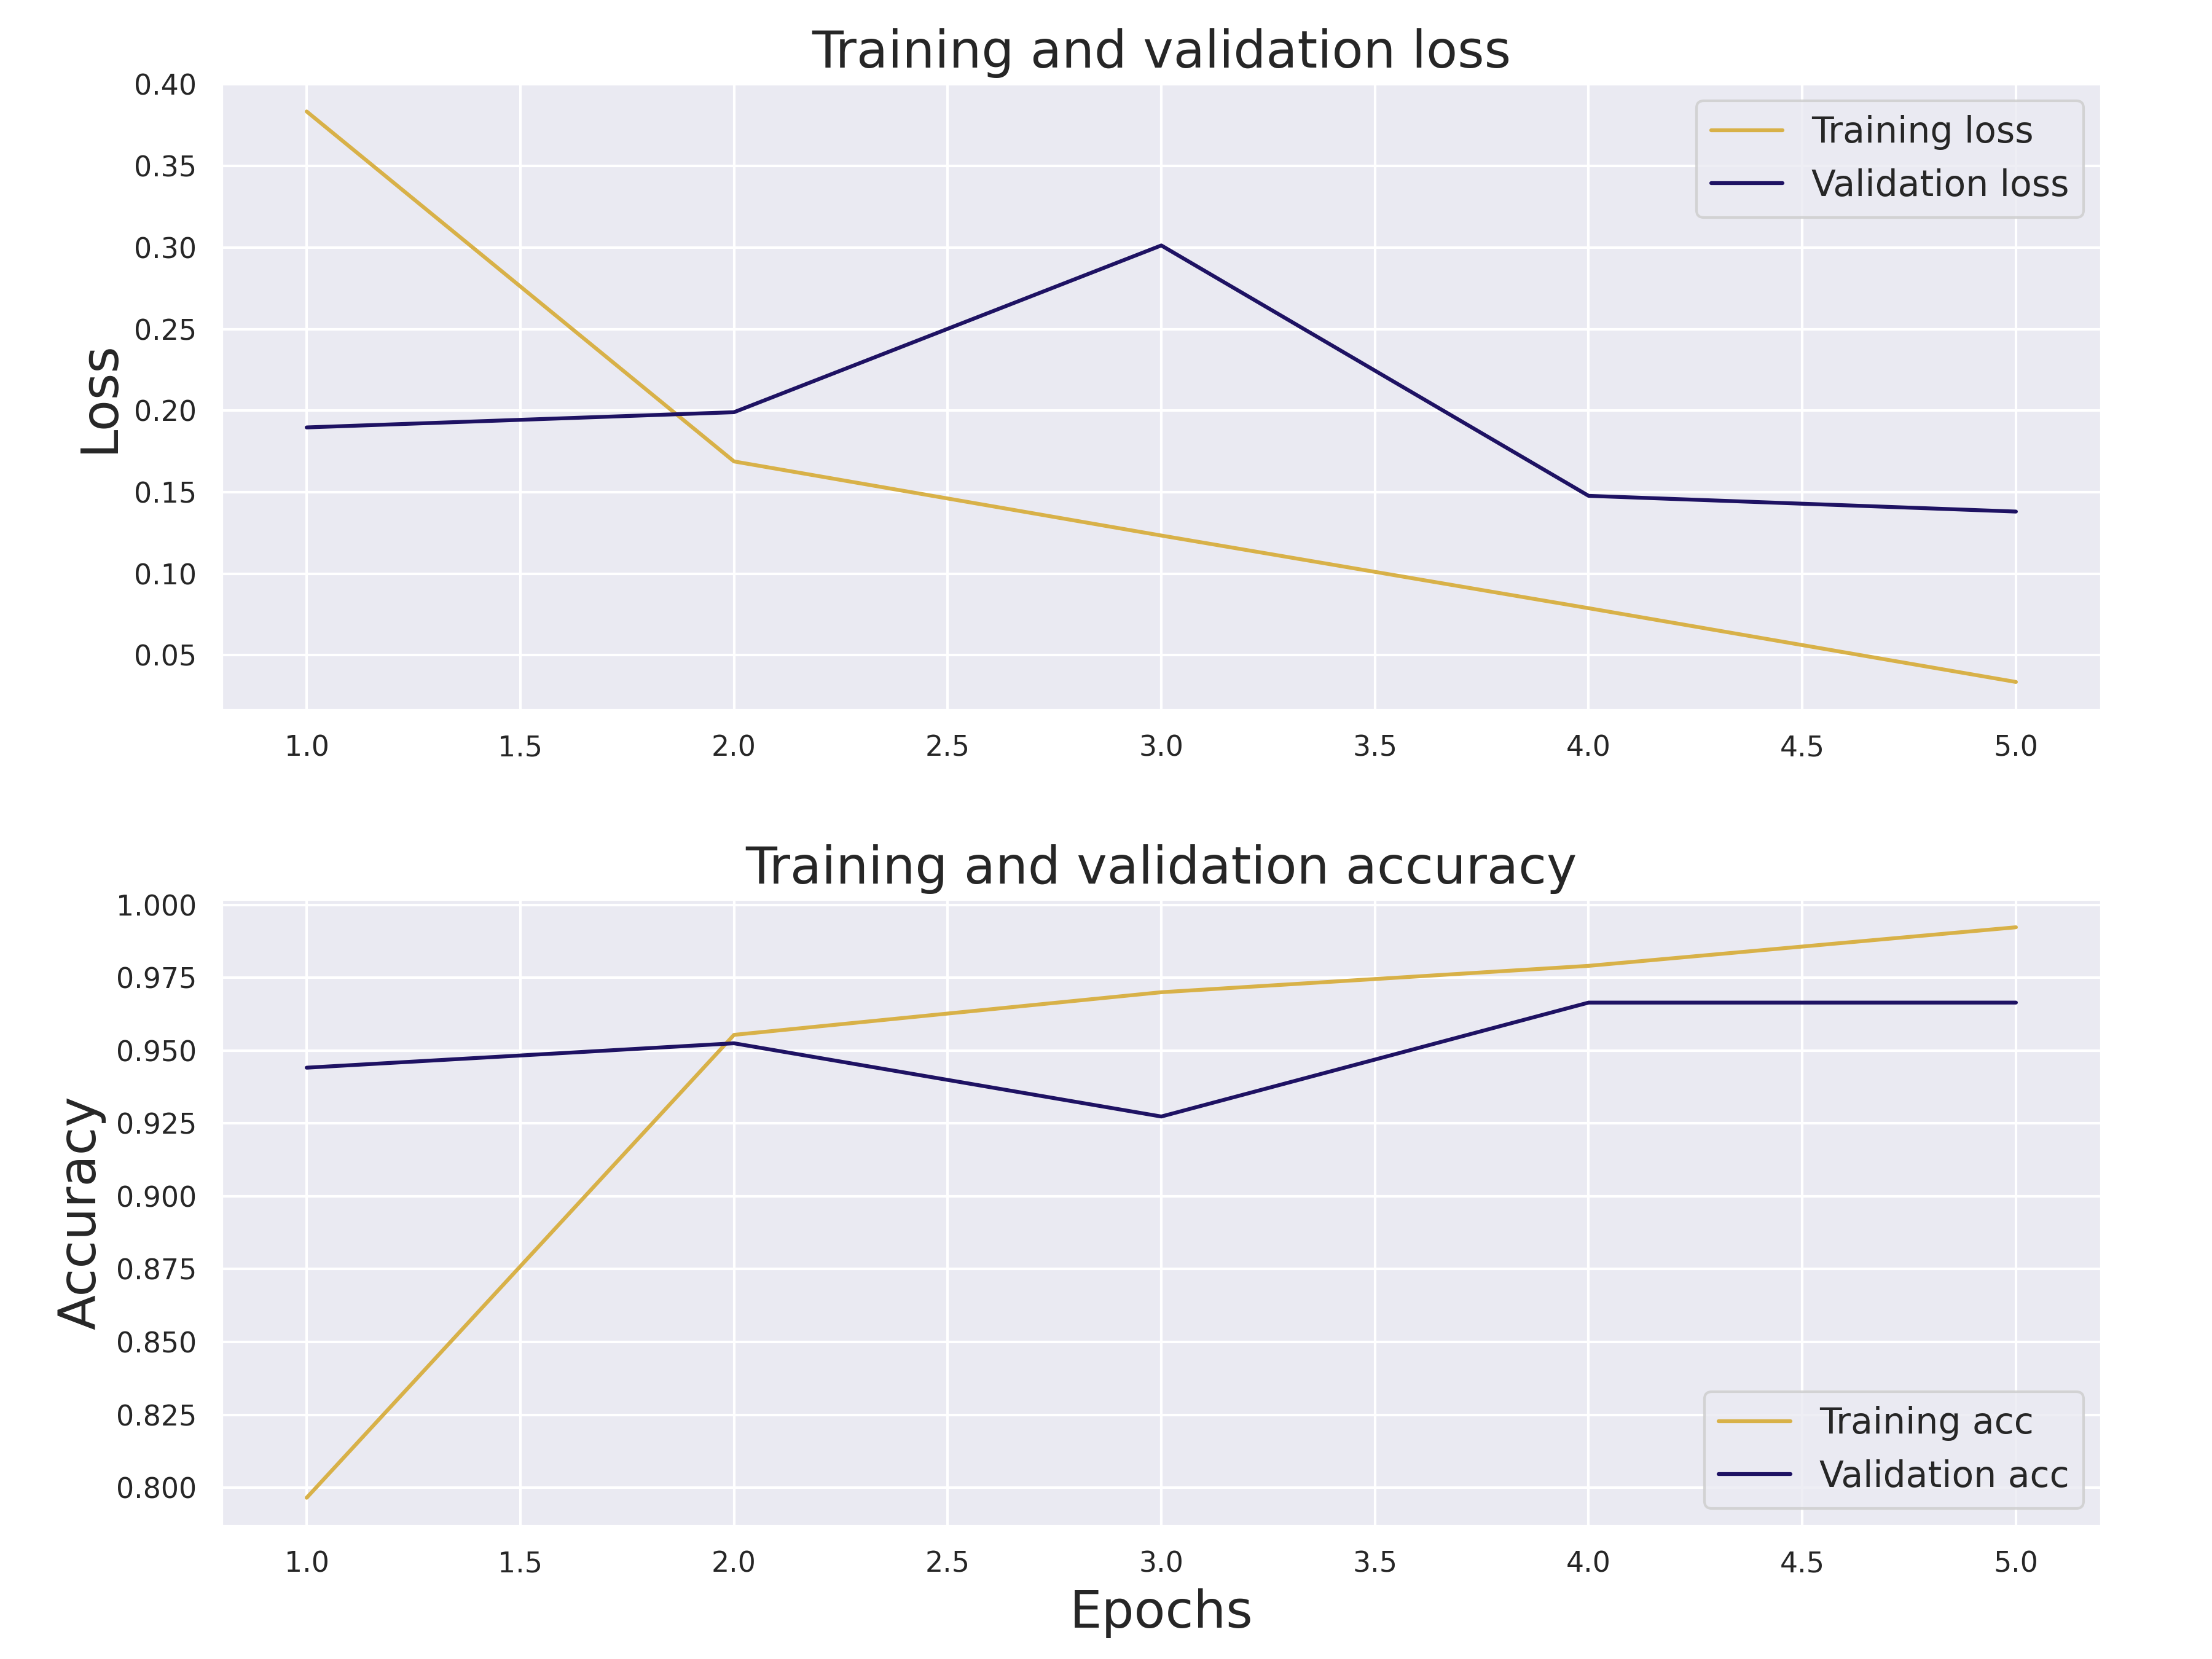 Training and validation loss
0.40
0.35
0.30
0.25
0.20
0.15
0.10
0.05
Loss
Training loss
Validation loss
1.0 1.5 2.0 2.5 3.0 3.5 4.0 4.5 5.0
Training and validation accuracy
1.000
0.975
0.950
0.925
0.900
0.875
0.850
0.825
0.800
Accuracy
Training acc
Validation acc
1.0 1.5 2.0 2.5 3.0 3.5 4.0 4.5 5.0
Epochs